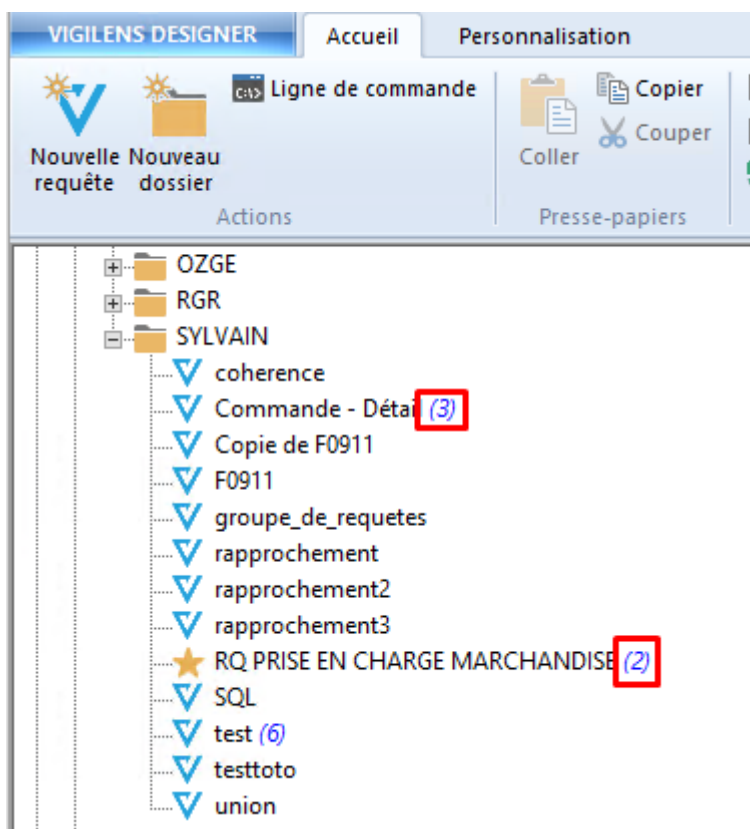 VIGILENS DESIGNER Accueil Personnalisation
Nouvelle requête
Nouveau dossier
Ligne de commande
Actions
Coller
Copier
Couper
Presse-papiers
OZGE
RGR
SYLVAIN
coherence
Commande - Détail (3)
Copie de F0911
F0911
groupe_de_requetes
rapprochement
rapprochement2
rapprochement3
RQ PRISE EN CHARGE MARCHANDISE (2)
SQL
test (6)
testtoto
union